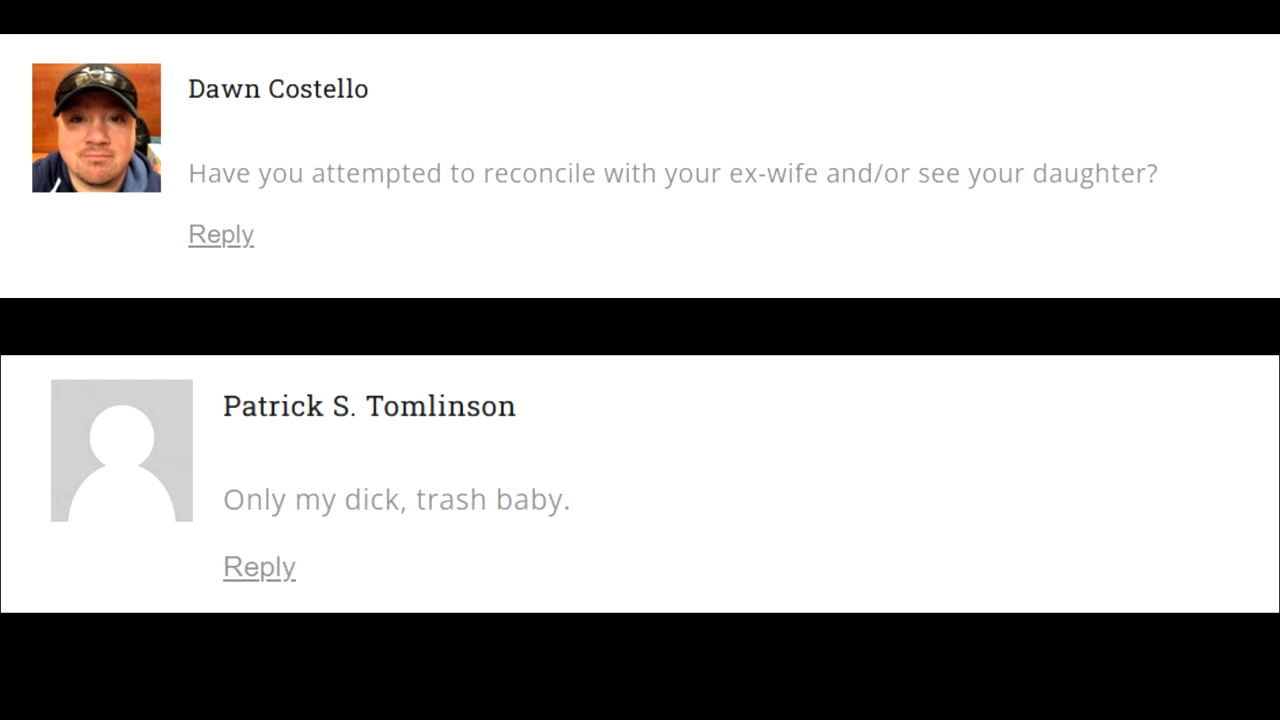 Dawn Costello
Have you attempted to reconcile with your ex-wife and/or see your daughter?
Reply
Patrick S. Tomlinson
Only my dick, trash baby.
Reply